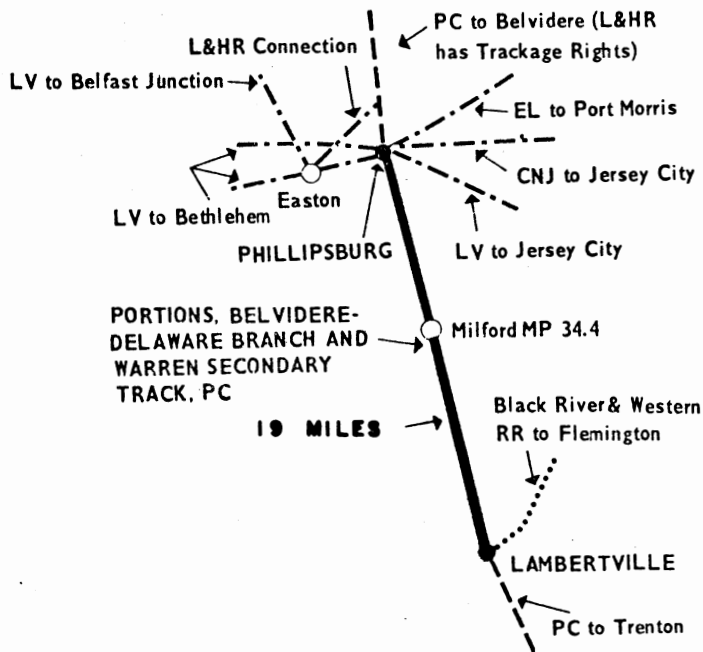 PC to Belvidere (L&HR
has Trackage Rights)
L&HR Connection
LV to Belfast Junction
EL to Port Morris
CNJ to Jersey City
Easton
LV to Bethlehem
LV to Jersey City
PHILLIPSBURG
PORTIONS, BELVIDERE-
DELAWARE BRANCH AND
WARREN SECONDARY
TRACK, PC
Milford MP 34.4
19 MILES
Black River & Western
RR to Flemington
LAMBERTVILLE
PC to Trenton